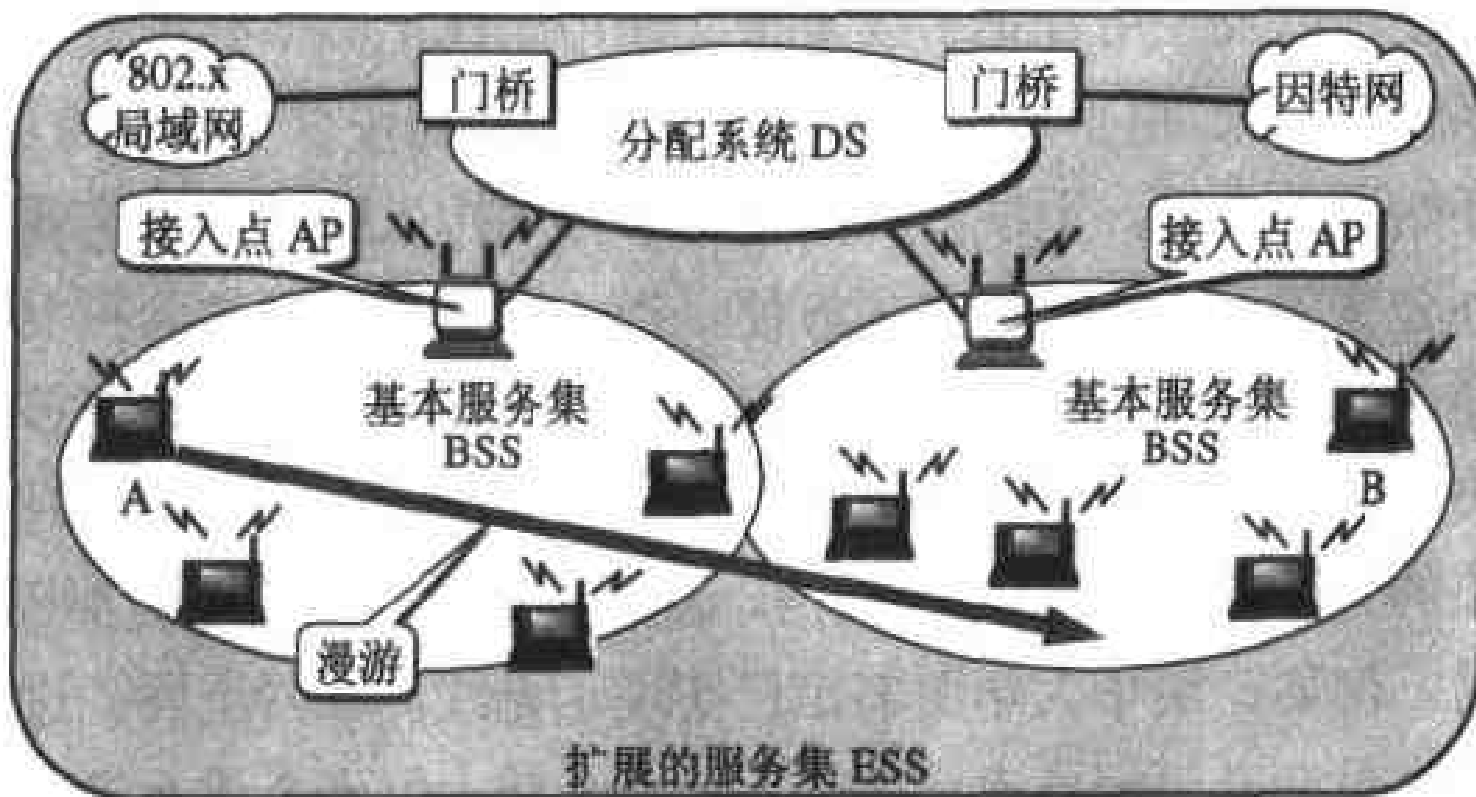 802.x
局域网
门桥
门桥
因特网
分配系统 DS
接入点 AP
接入点 AP
基本服务集
BSS
基本服务集
BSS
A
B
漫游
扩展的服务集 ESS